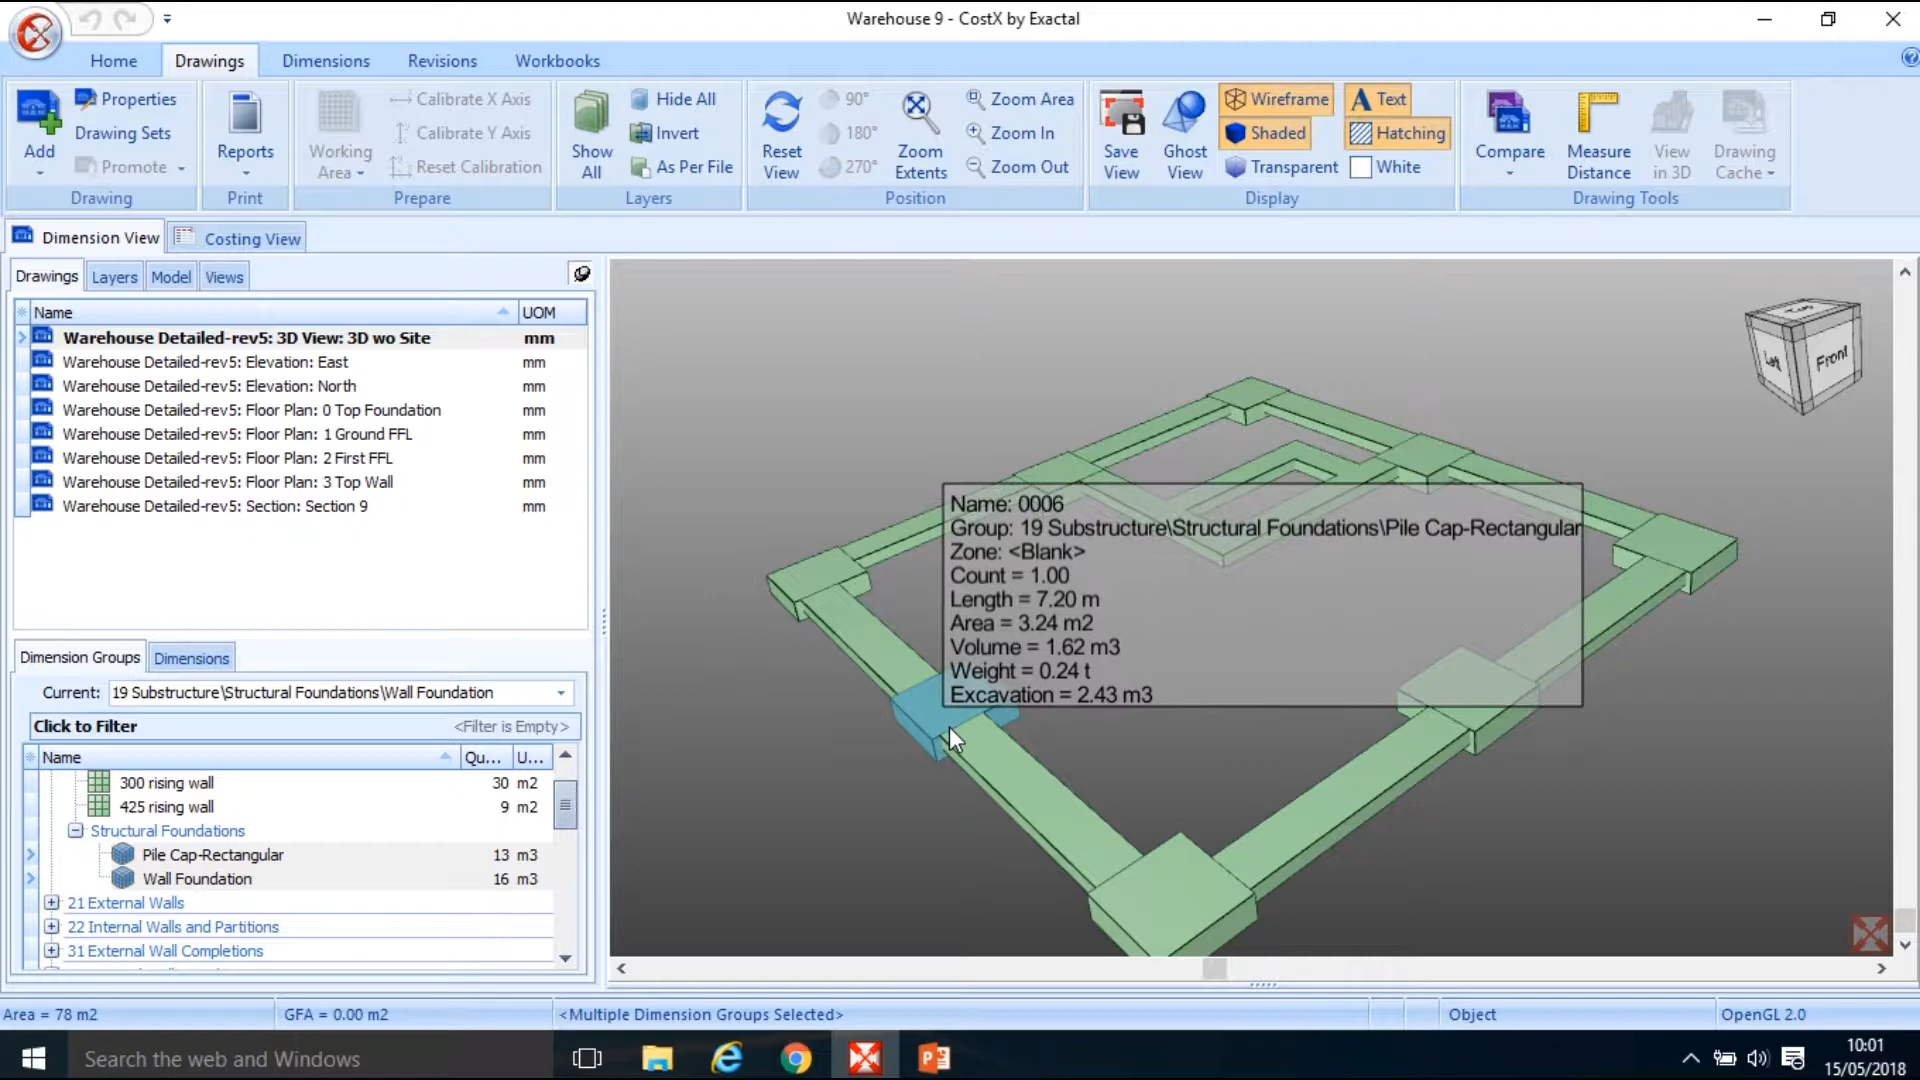 Warehouse 9 - CostX by Exactal
Home
Drawings
Dimensions
Revisions
Workbooks
Add
Properties
Drawing Sets
Promote
Drawing
Reports
Print
Working
Area
Calibrate X Axis
Calibrate Y Axis
Reset Calibration
Prepare
Show
All
Hide All
Invert
As Per File
Layers
Reset
View
90°
180°
270°
Zoom
Extents
Zoom Area
Zoom In
Zoom Out
Position
Save
View
Ghost
View
Wireframe
Shaded
Transparent
Text
Hatching
White
Display
Compare
Measure
Distance
View
in 3D
Drawing
Cache
Drawing Tools
Dimension View
Costing View
Drawings
Layers
Model
Views
Name
UOM
Warehouse Detailed-rev5: 3D View: 3D wo Site mm
Warehouse Detailed-rev5: Elevation: East mm
Warehouse Detailed-rev5: Elevation: North mm
Warehouse Detailed-rev5: Floor Plan: 0 Top Foundation mm
Warehouse Detailed-rev5: Floor Plan: 1 Ground FFL mm
Warehouse Detailed-rev5: Floor Plan: 2 First FFL mm
Warehouse Detailed-rev5: Floor Plan: 3 Top Wall mm
Warehouse Detailed-rev5: Section: Section 9 mm
Top
Left
Front
Name: 0006
Group: 19 Substructure\Structural Foundations\Pile Cap-Rectangular
Zone: <Blank>
Count = 1.00
Length = 7.20 m
Area = 3.24 m2
Volume = 1.62 m3
Weight = 0.24 t
Excavation = 2.43 m3
Dimension Groups
Dimensions
Current: 19 Substructure\Structural Foundations\Wall Foundation
Click to Filter <Filter is Empty>
Name Qu... U...
300 rising wall 30 m2
425 rising wall 9 m2
Structural Foundations
Pile Cap-Rectangular 13 m3
Wall Foundation 16 m3
21 External Walls
22 Internal Walls and Partitions
31 External Wall Completions
Area = 78 m2
GFA = 0.00 m2
<Multiple Dimension Groups Selected>
Object
OpenGL 2.0
Search the web and Windows
10:01
15/05/2018